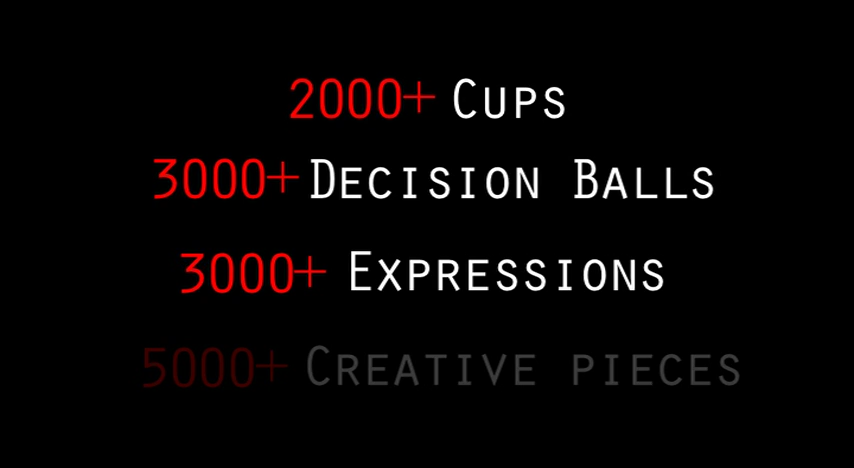 2000+ Cups
3000+ Decision Balls
3000+ Expressions
5000+ Creative pieces